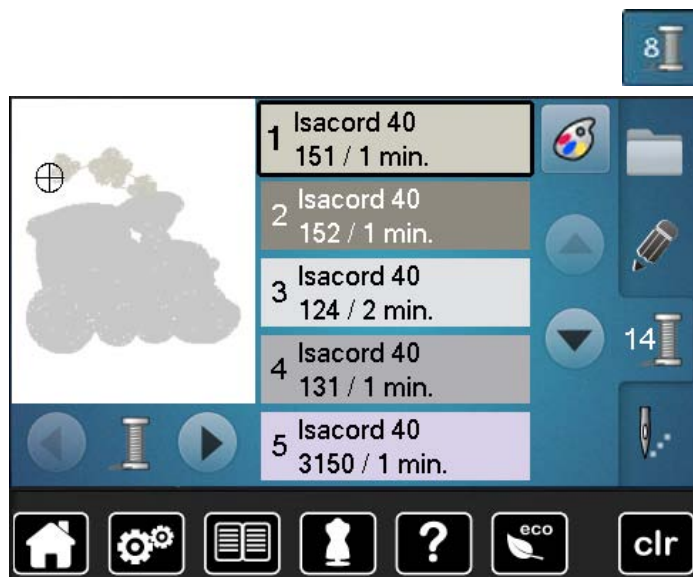 8
1 Isacord 40
151 / 1 min.
2 Isacord 40
152 / 1 min.
3 Isacord 40
124 / 2 min.
14
4 Isacord 40
131 / 1 min.
5 Isacord 40
3150 / 1 min.
?
eco
clr